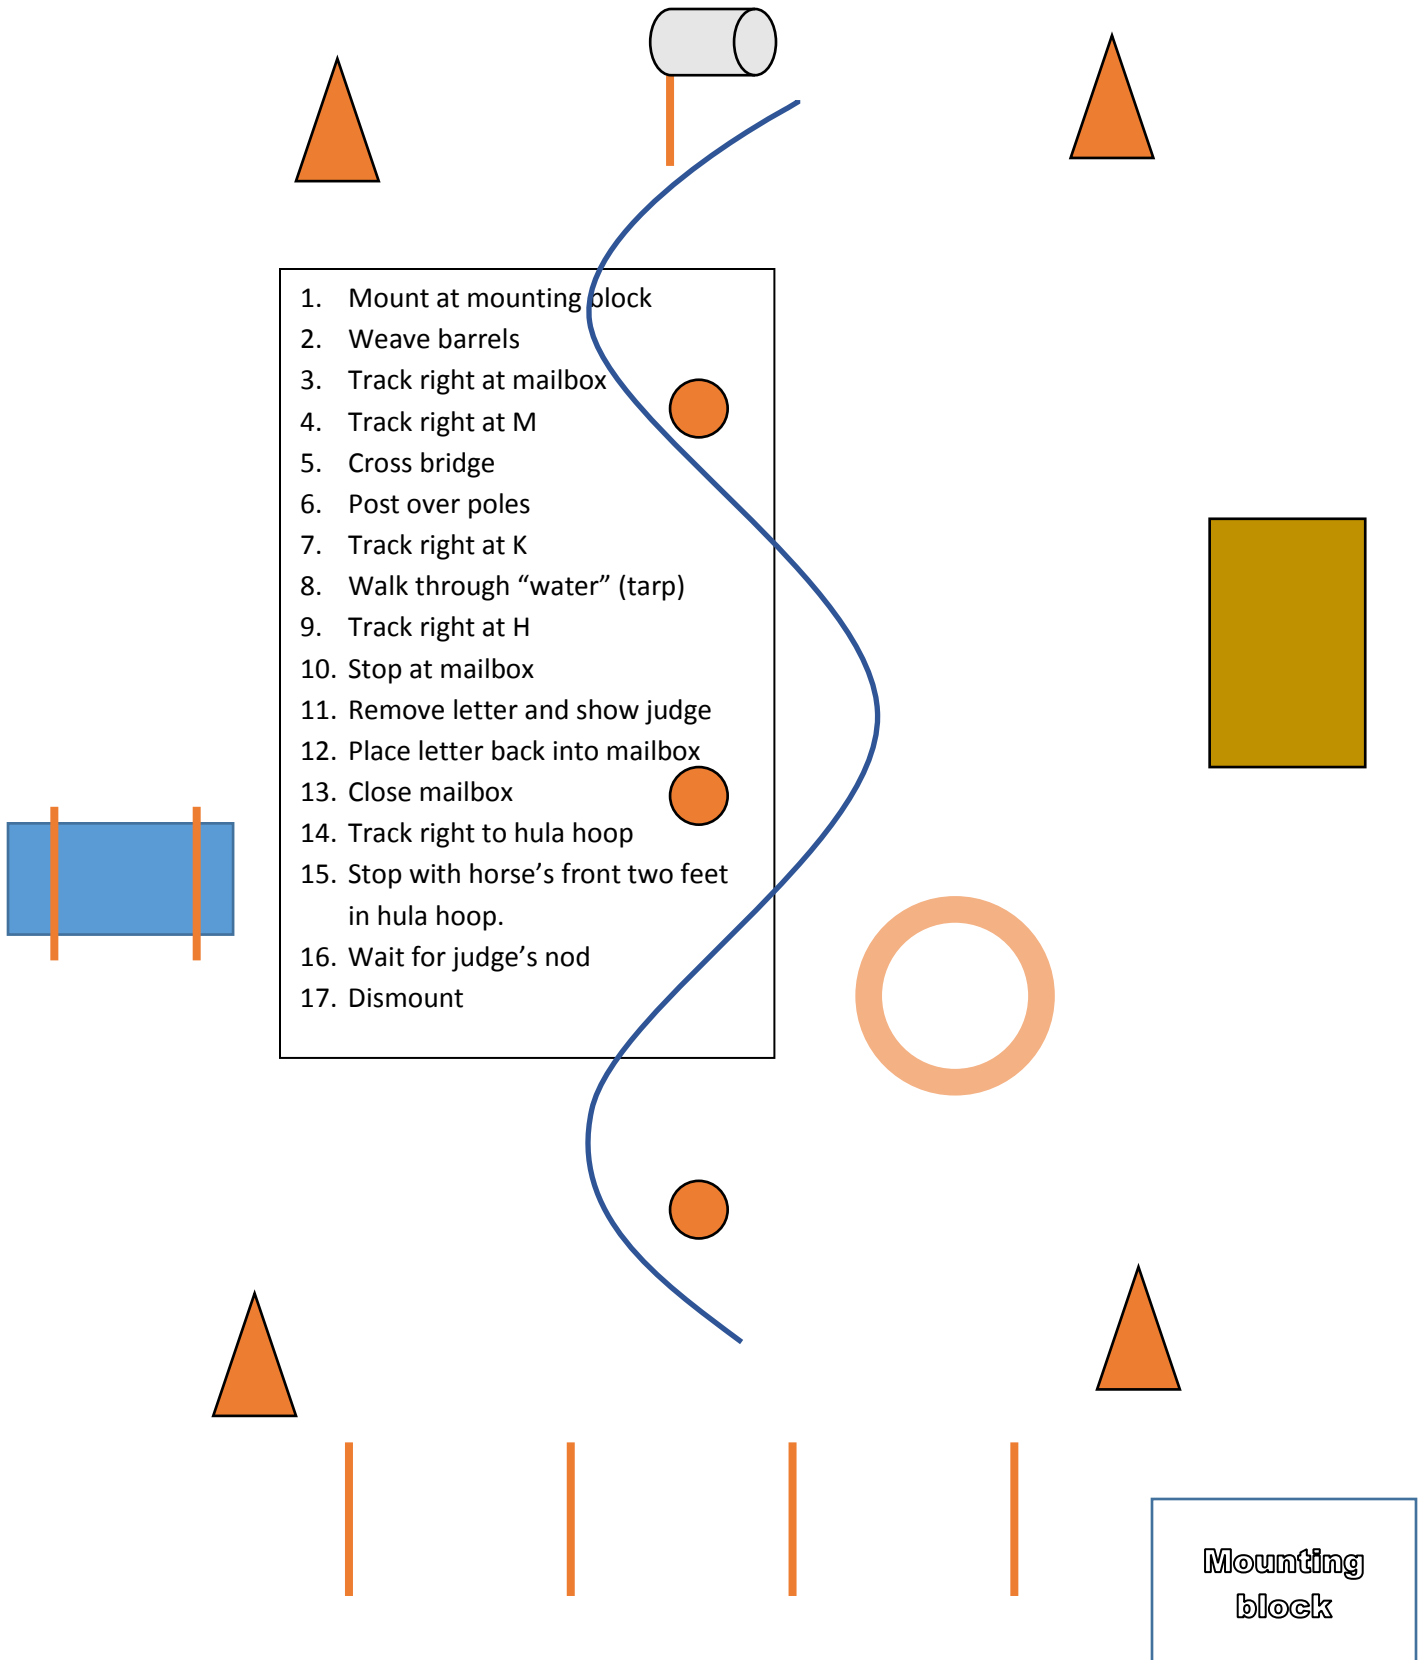 1. Mount at mounting block
2. Weave barrels
3. Track right at mailbox
4. Track right at M
5. Cross bridge
6. Post over poles
7. Track right at K
8. Walk through “water” (tarp)
9. Track right at H
10. Stop at mailbox
11. Remove letter and show judge
12. Place letter back into mailbox
13. Close mailbox
14. Track right to hula hoop
15. Stop with horse’s front two feet
in hula hoop.
16. Wait for judge’s nod
17. Dismount
Mounting
block